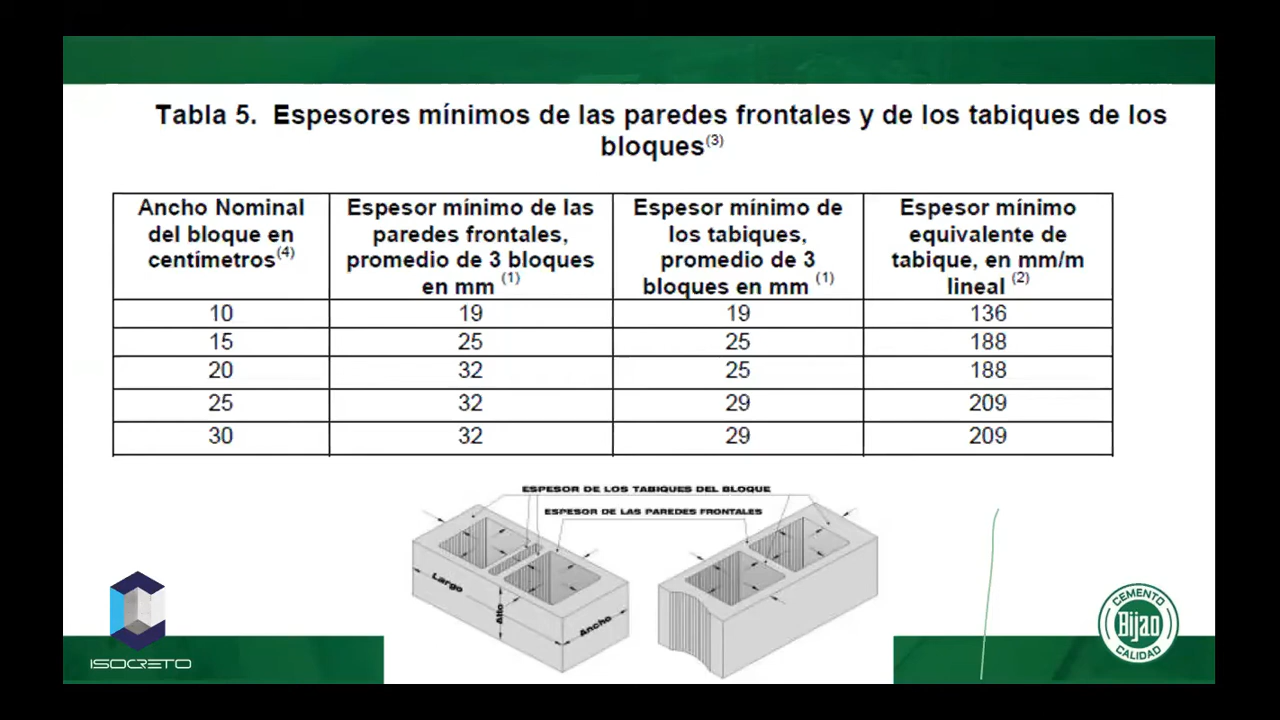 Tabla 5. Espesores mínimos de las paredes frontales y de los tabiques de los
bloques(3)
Ancho Nominal
del bloque en
centímetros(4)
Espesor mínimo de las
paredes frontales,
promedio de 3 bloques
en mm (1)
Espesor mínimo de
los tabiques,
promedio de 3
bloques en mm (1)
Espesor mínimo
equivalente de
tabique, en mm/m
lineal (2)
10 19 19 136
15 25 25 188
20 32 25 188
25 32 29 209
30 32 29 209
ESPESOR DE LOS TABIQUES DEL BLOQUE
ESPESOR DE LAS PAREDES FRONTALES
Largo
Alto
Ancho
ISOCRETO
CEMENTO
Bijao
CALIDAD